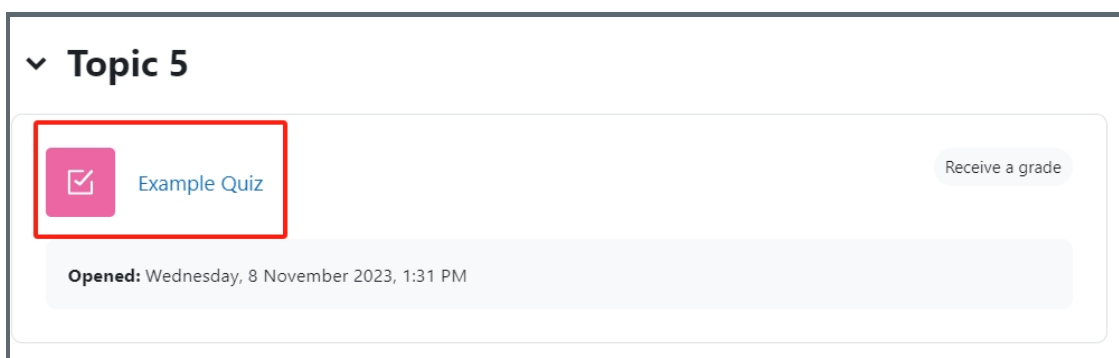 Topic 5
Example Quiz
Receive a grade
Opened: Wednesday, 8 November 2023, 1:31 PM